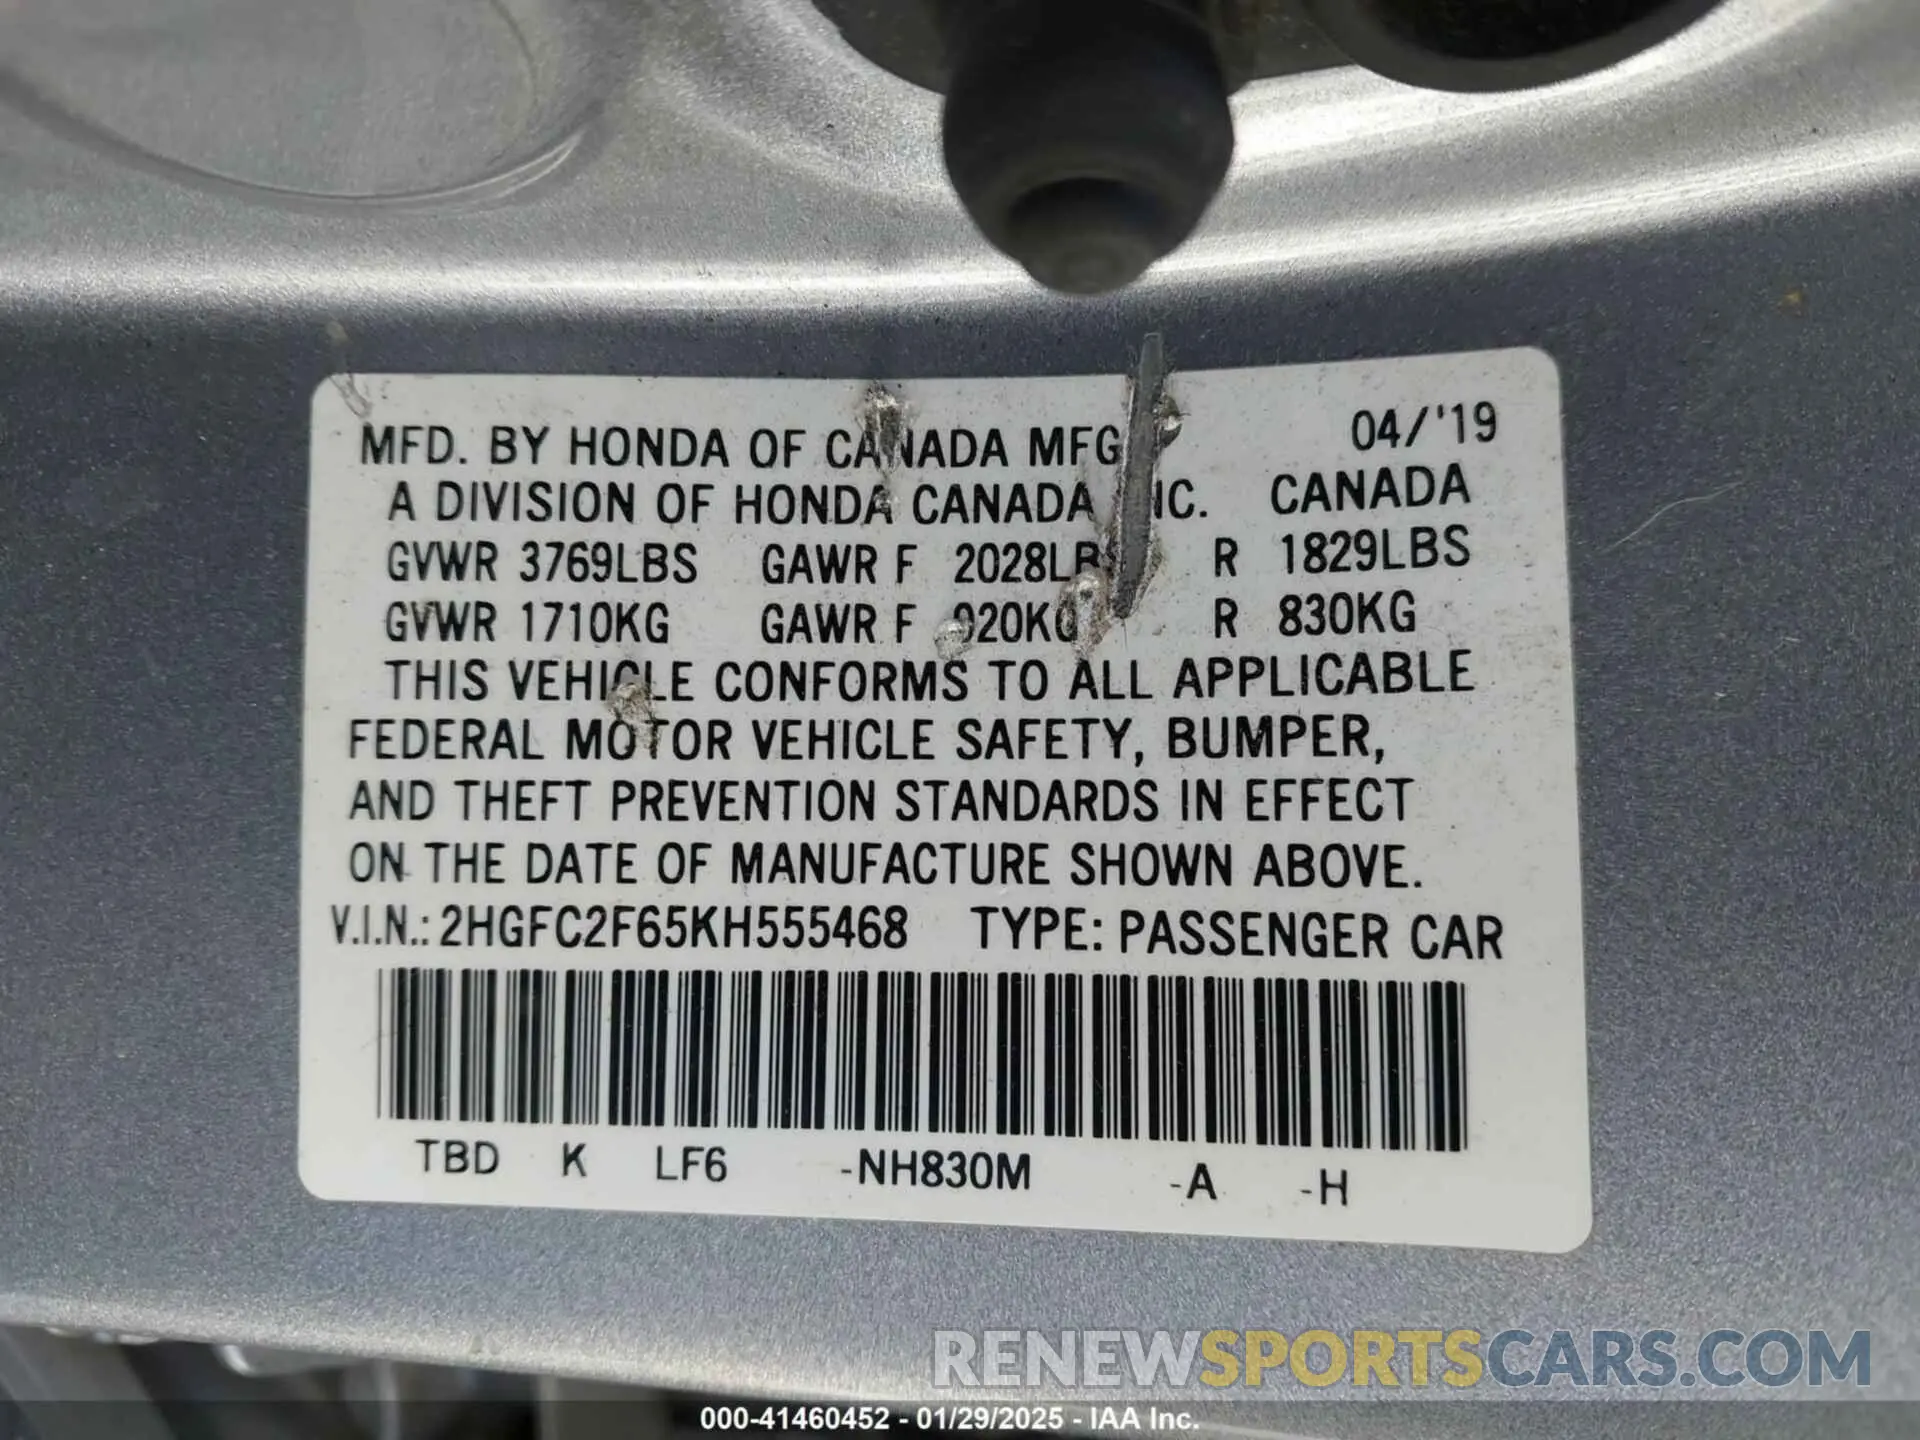 MFD. BY HONDA OF CANADA MFG 04/'19
A DIVISION OF HONDA CANADA INC. CANADA
GVWR 3769LBS GAWR F 2028LBS R 1829LBS
GVWR 1710KG GAWR F 920KG R 830KG
THIS VEHICLE CONFORMS TO ALL APPLICABLE
FEDERAL MOTOR VEHICLE SAFETY, BUMPER,
AND THEFT PREVENTION STANDARDS IN EFFECT
ON THE DATE OF MANUFACTURE SHOWN ABOVE.
V.I.N.: 2HGFC2F65KH555468 TYPE: PASSENGER CAR
TBD K LF6 -NH830M -A -H
RENEWSPORTSCARS.COM
000-41460452 - 01/29/2025 - IAA Inc.